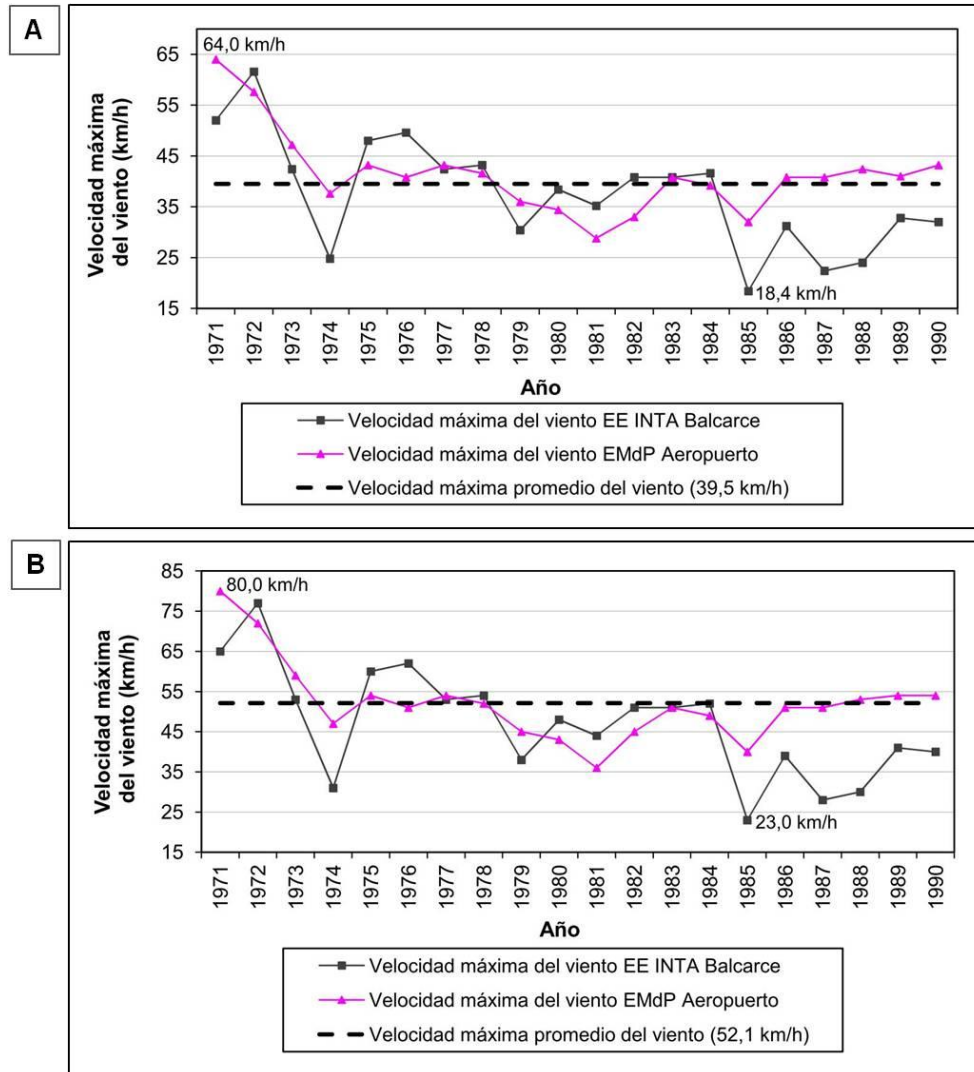 A
64,0 km/h
Velocidad máxima
del viento (km/h)
65
55
45
35
25
15
18,4 km/h
1971 1972 1973 1974 1975 1976 1977 1978 1979 1980 1981 1982 1983 1984 1985 1986 1987 1988 1989 1990
Año
Velocidad máxima del viento EE INTA Balcarce
Velocidad máxima del viento EMdP Aeropuerto
Velocidad máxima promedio del viento (39,5 km/h)
B
80,0 km/h
Velocidad máxima
del viento (km/h)
85
75
65
55
45
35
25
15
23,0 km/h
1971 1972 1973 1974 1975 1976 1977 1978 1979 1980 1981 1982 1983 1984 1985 1986 1987 1988 1989 1990
Año
Velocidad máxima del viento EE INTA Balcarce
Velocidad máxima del viento EMdP Aeropuerto
Velocidad máxima promedio del viento (52,1 km/h)